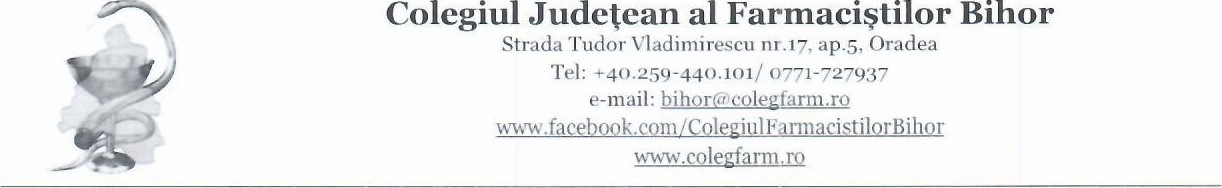 Colegiul Județean al Farmaciștilor Bihor
Strada Tudor Vladimirescu nr.17, ap.5, Oradea
Tel: +40.259-440.101/ 0771-727937
e-mail: bihor@colegfarm.ro
www.facebook.com/ColegiulFarmacistilorBihor
www.colegfarm.ro